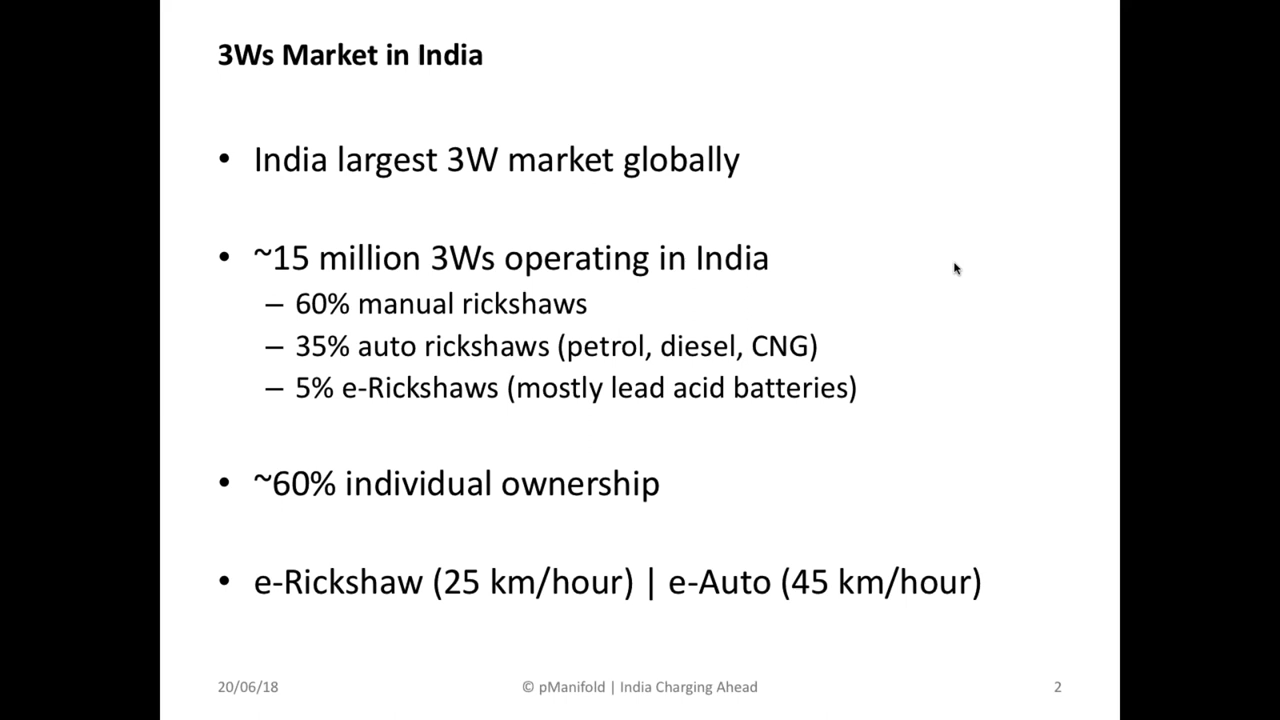 3Ws Market in India
• India largest 3W market globally
• ~15 million 3Ws operating in India
– 60% manual rickshaws
– 35% auto rickshaws (petrol, diesel, CNG)
– 5% e-Rickshaws (mostly lead acid batteries)
• ~60% individual ownership
• e-Rickshaw (25 km/hour) | e-Auto (45 km/hour)
20/06/18 © pManifold | India Charging Ahead 2